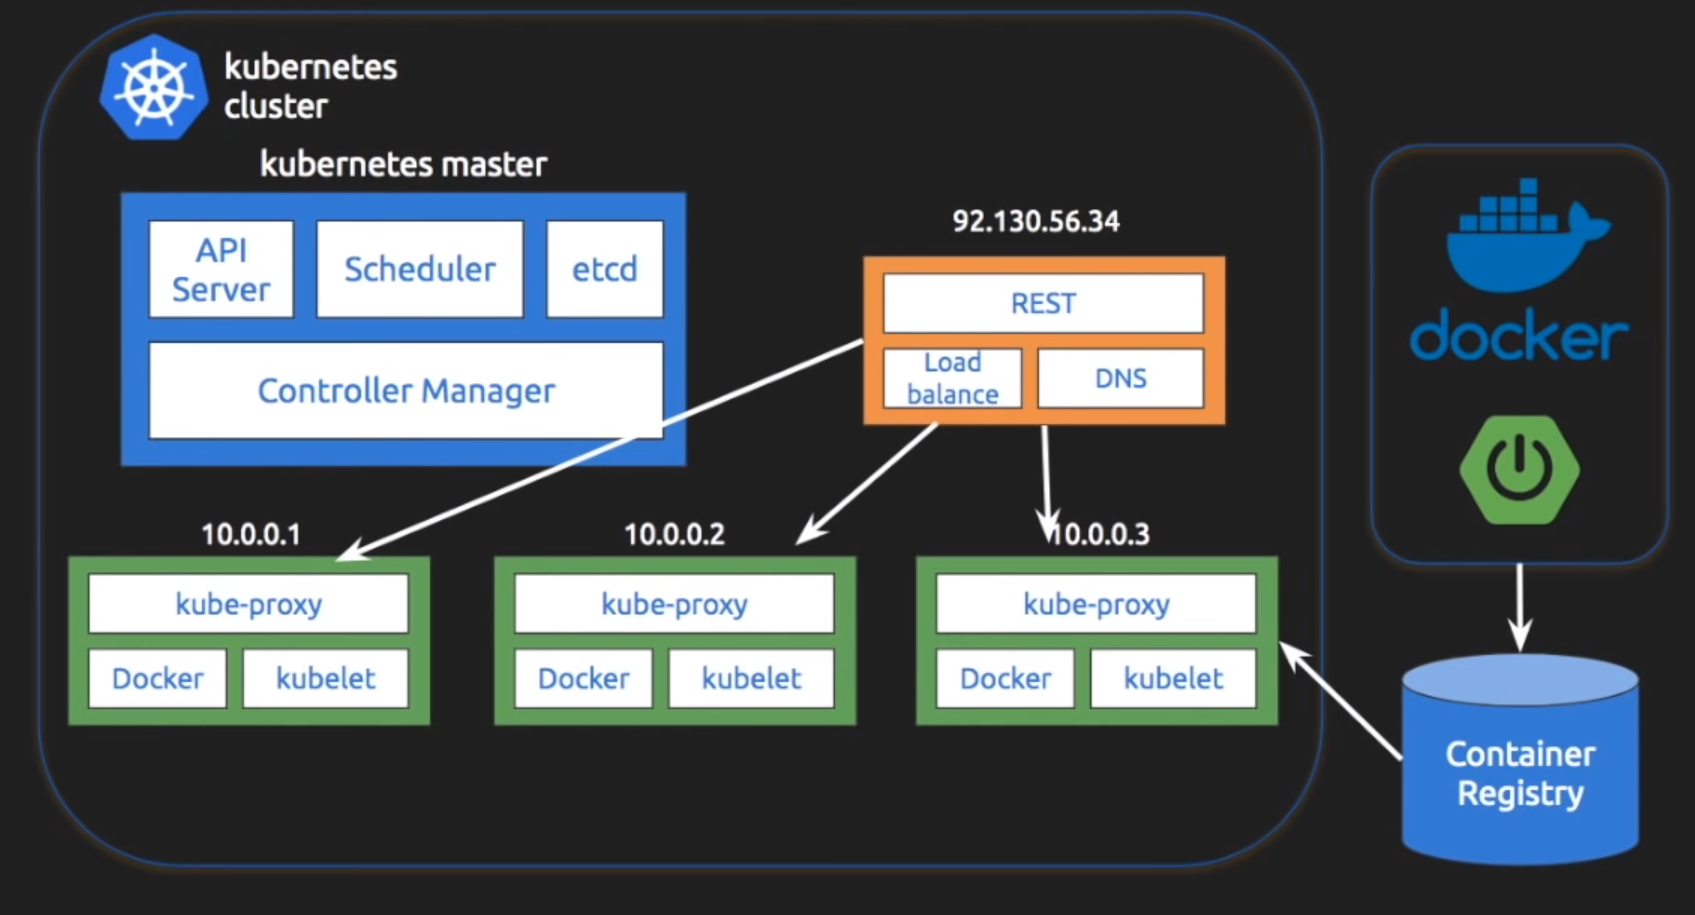 kubernetes
cluster
kubernetes master
API
Server
Scheduler
etcd
Controller Manager
92.130.56.34
REST
Load
balance
DNS
10.0.0.1
kube-proxy
Docker
kubelet
10.0.0.2
kube-proxy
Docker
kubelet
10.0.0.3
kube-proxy
Docker
kubelet
docker
Container
Registry